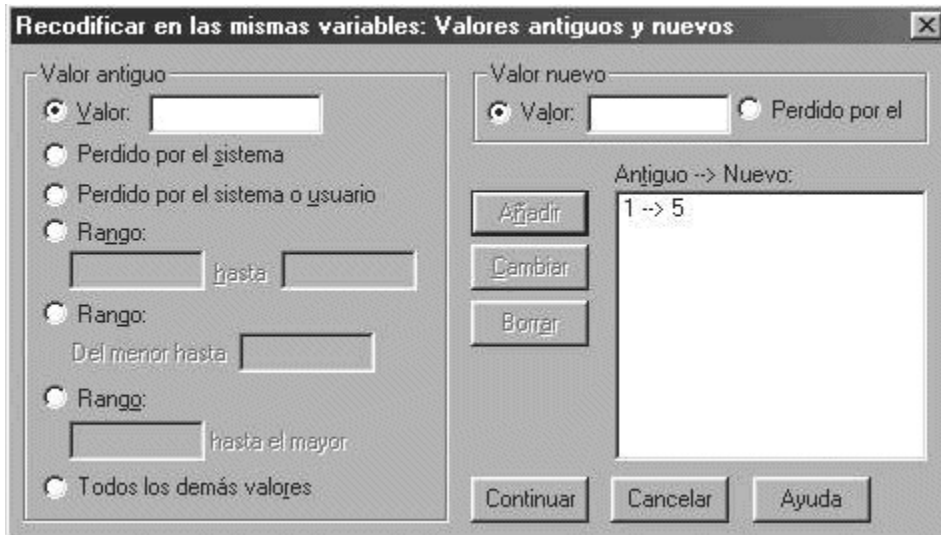 Recodificar en las mismas variables: Valores antiguos y nuevos
Valor antiguo
Valor:
Perdido por el sistema
Perdido por el sistema o usuario
Rango:
hasta
Rango:
Del menor hasta
Rango:
hasta el mayor
Todos los demás valores
Valor nuevo
Valor:
Perdido por el
Antiguo --> Nuevo:
1 --> 5
Añadir
Cambiar
Borrar
Continuar
Cancelar
Ayuda